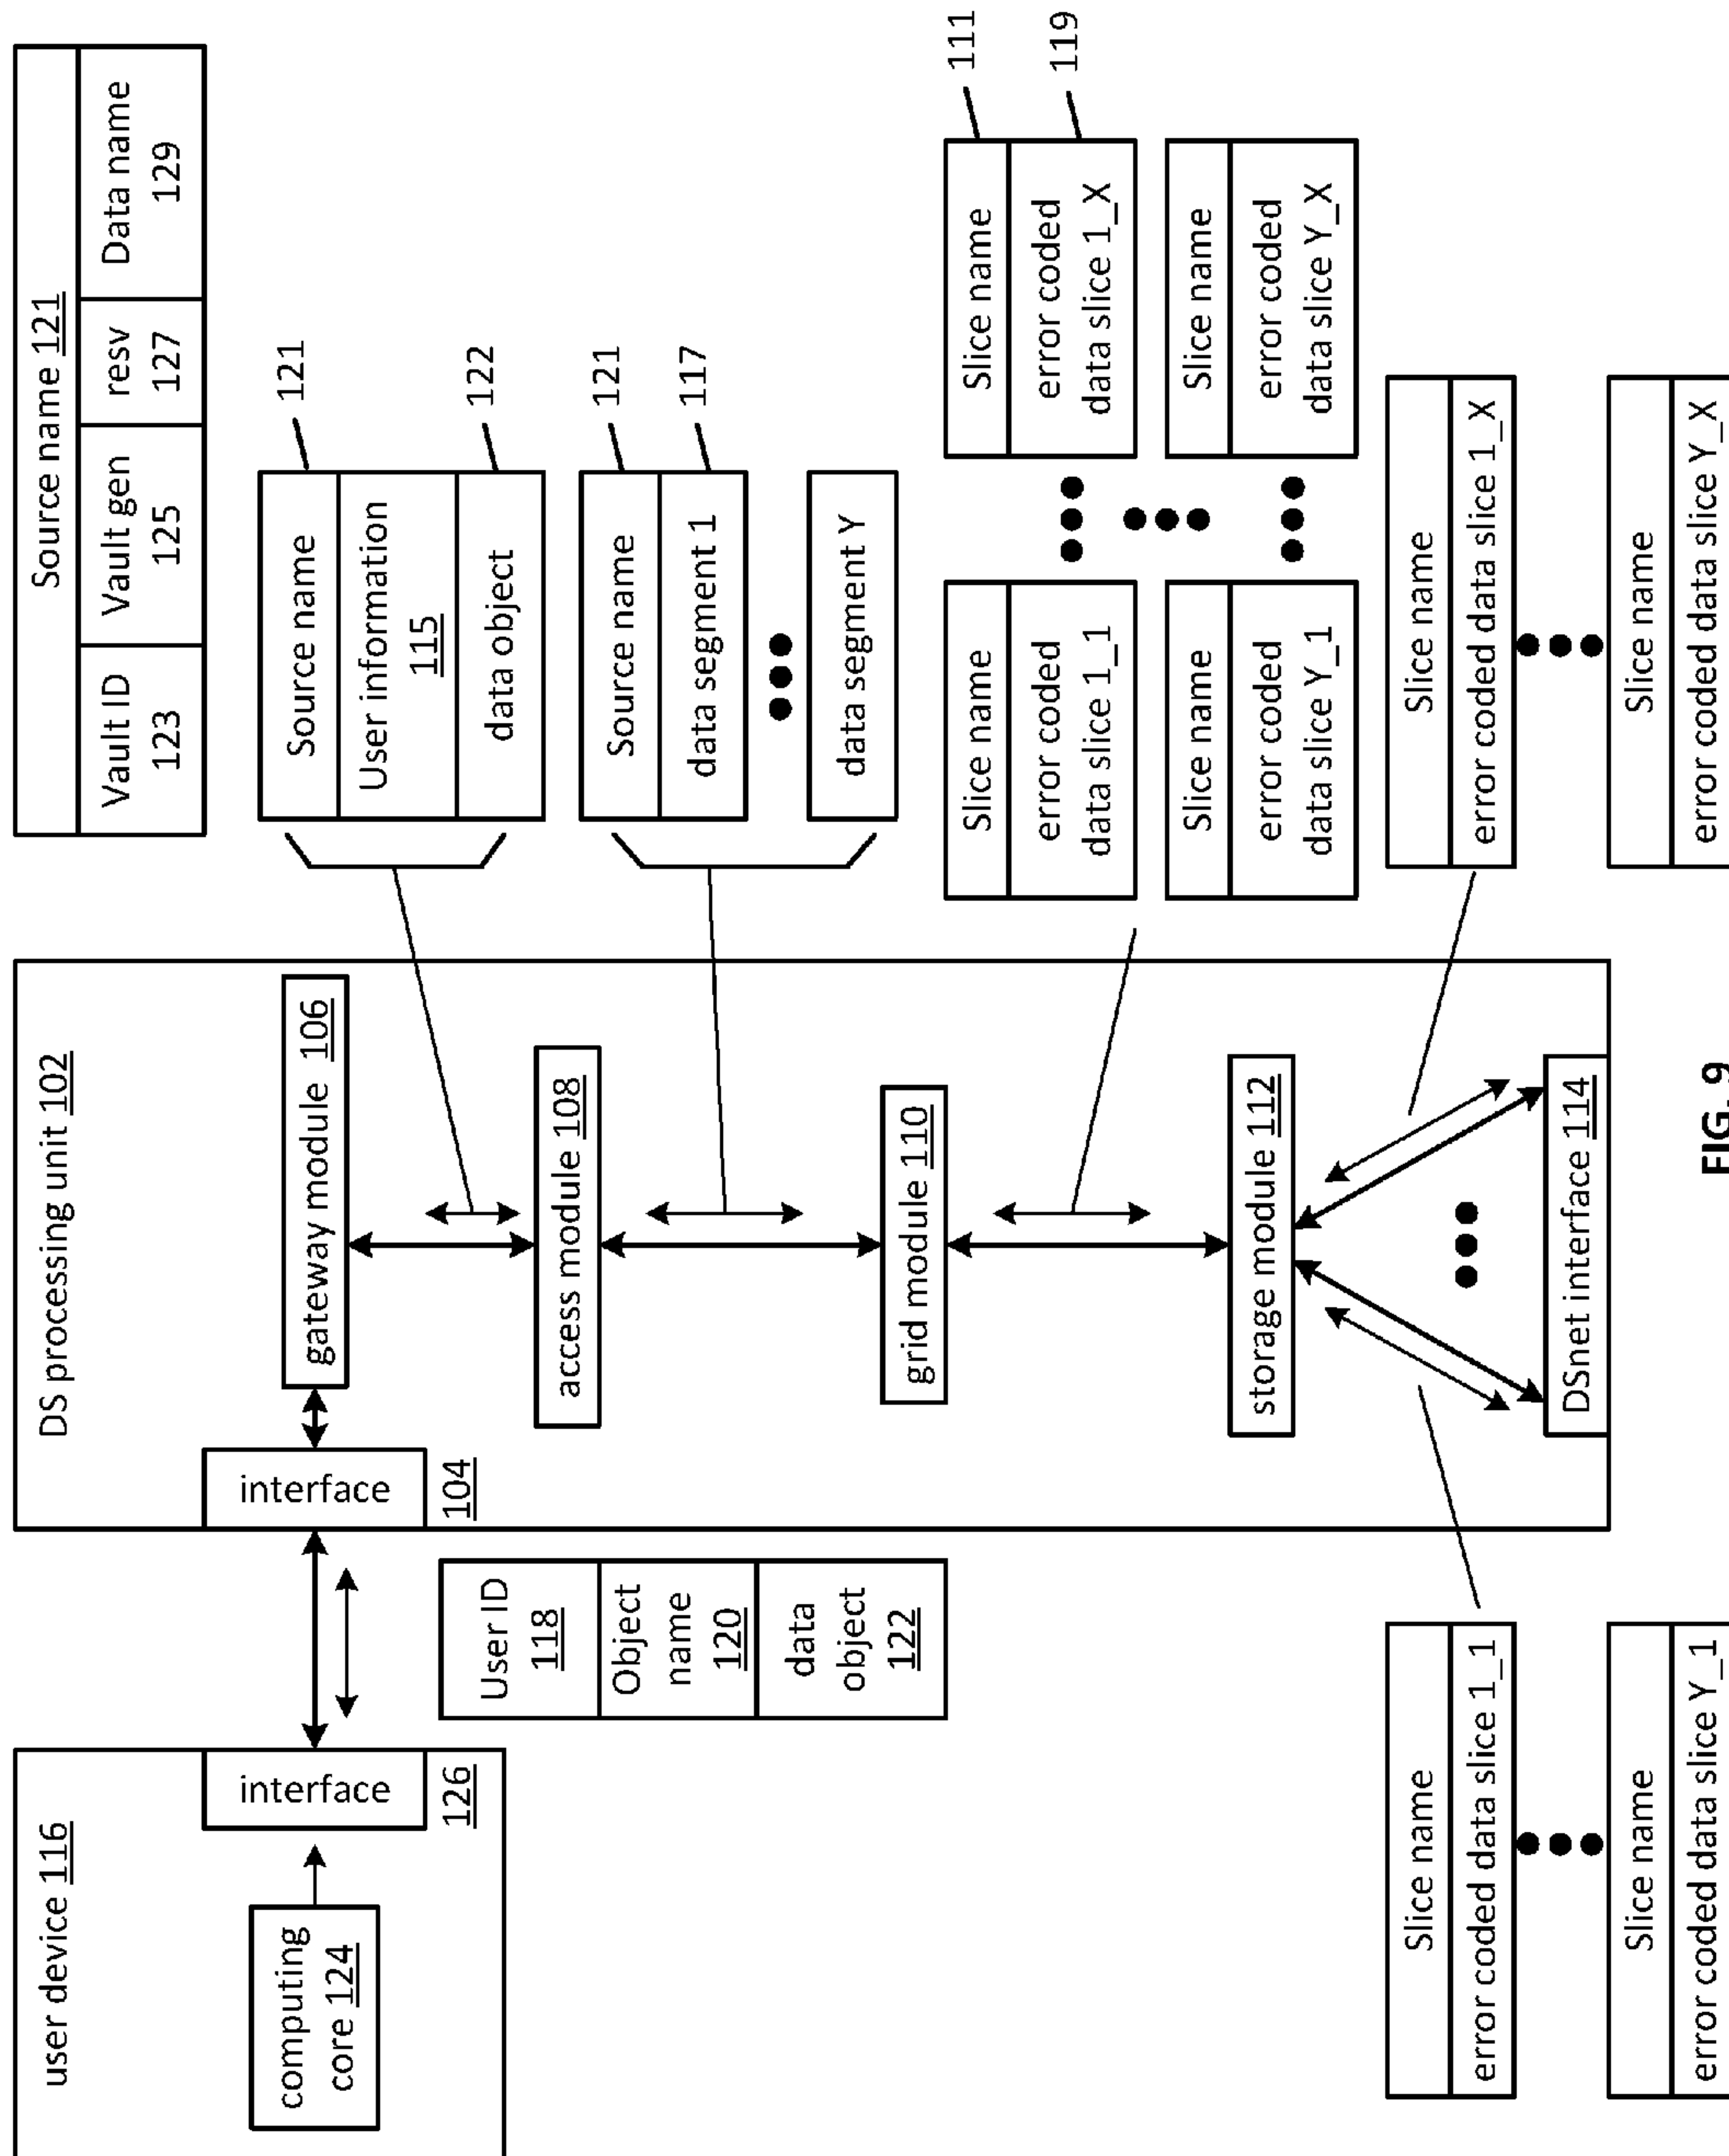 user device 116
computing
core 124
interface
126
User ID
118
Object
name
120
data
object
122
DS processing unit 102
interface
104
gateway module 106
access module 108
grid module 110
storage module 112
DSnet interface 114
Source name 121
Vault ID
123
Vault gen
125
resv
127
Data name
129
Source name
User information
115
data object
121
122
Source name
data segment 1
data segment Y
121
117
Slice name
error coded
data slice 1_1
Slice name
error coded
data slice 1_X
111
119
Slice name
error coded
data slice Y_1
Slice name
error coded
data slice Y_X
Slice name
error coded data slice 1_1
Slice name
error coded data slice Y_1
Slice name
error coded data slice 1_X
Slice name
error coded data slice Y_X
FIG. 9